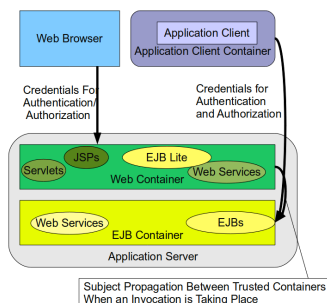 Web Browser
Application Client
Application Client Container
Credentials For
Authentication/
Authorization
Credentials for
Authentication
and Authorization
JSPs
EJB Lite
Servlets
Web Services
Web Container
Web Services
EJBs
EJB Container
Application Server
Subject Propagation Between Trusted Containers
When an Invocation is Taking Place